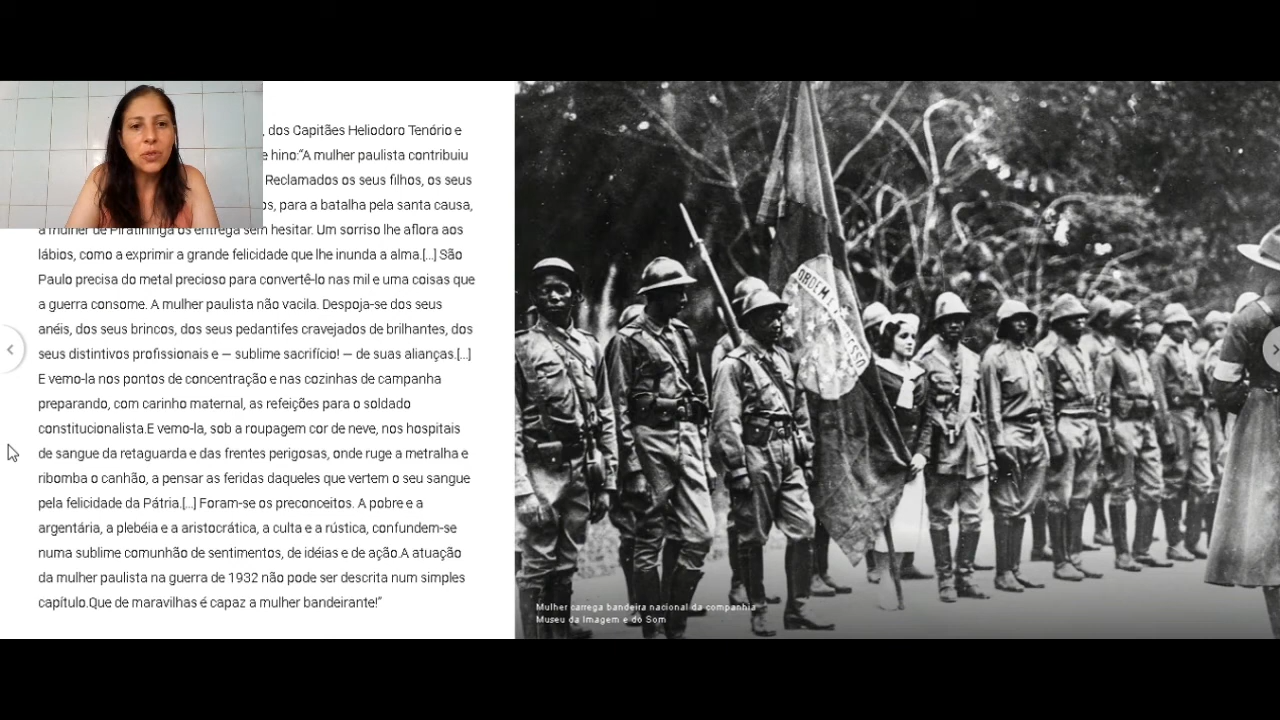 , dos Capitães Heliodoro Tenório e
e hino:“A mulher paulista contribuiu
Reclamados os seus filhos, os seus
os, para a batalha pela santa causa,
a mulher de Piratininga os entrega sem hesitar. Um sorriso lhe aflora aos
lábios, como a exprimir a grande felicidade que lhe inunda a alma.[...] São
Paulo precisa do metal precioso para convertê-lo nas mil e uma coisas que
a guerra consome. A mulher paulista não vacila. Despoja-se dos seus
anéis, dos seus brincos, dos seus pedantifes cravejados de brilhantes, dos
seus distintivos profissionais e – sublime sacrifício! – de suas alianças.[...]
E vemo-la nos pontos de concentração e nas cozinhas de campanha
preparando, com carinho maternal, as refeições para o soldado
constitucionalista.E vemo-la, sob a roupagem cor de neve, nos hospitais
de sangue da retaguarda e das frentes perigosas, onde ruge a metralha e
ribomba o canhão, a pensar as feridas daqueles que vertem o seu sangue
pela felicidade da Pátria.[...] Foram-se os preconceitos. A pobre e a
argentária, a plebéia e a aristocrática, a culta e a rústica, confundem-se
numa sublime comunhão de sentimentos, de idéias e de ação.A atuação
da mulher paulista na guerra de 1932 não pode ser descrita num simples
capítulo.Que de maravilhas é capaz a mulher bandeirante!”
ORDEM E
Mulher carrega bandeira nacional da companhia
Museu da Imagem e do Som